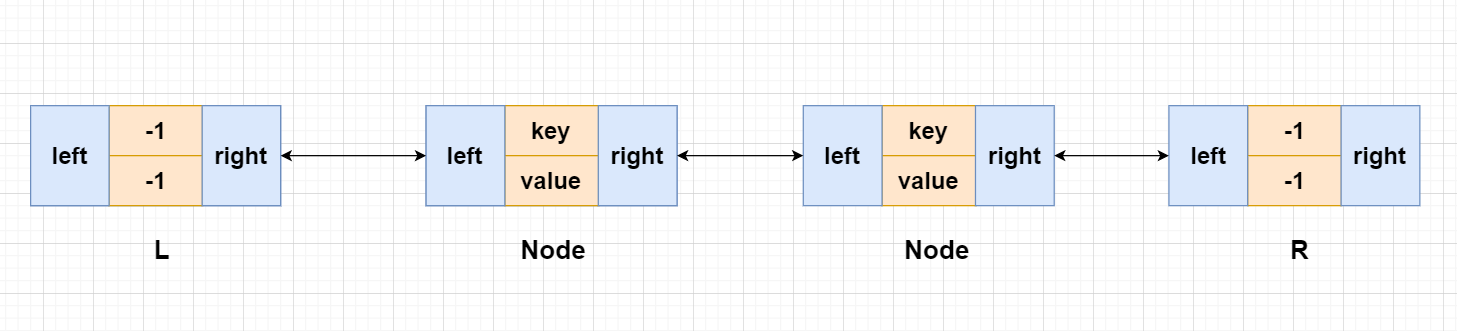 left -1 right left key right left key right left -1 right
-1 value value -1
L Node Node R